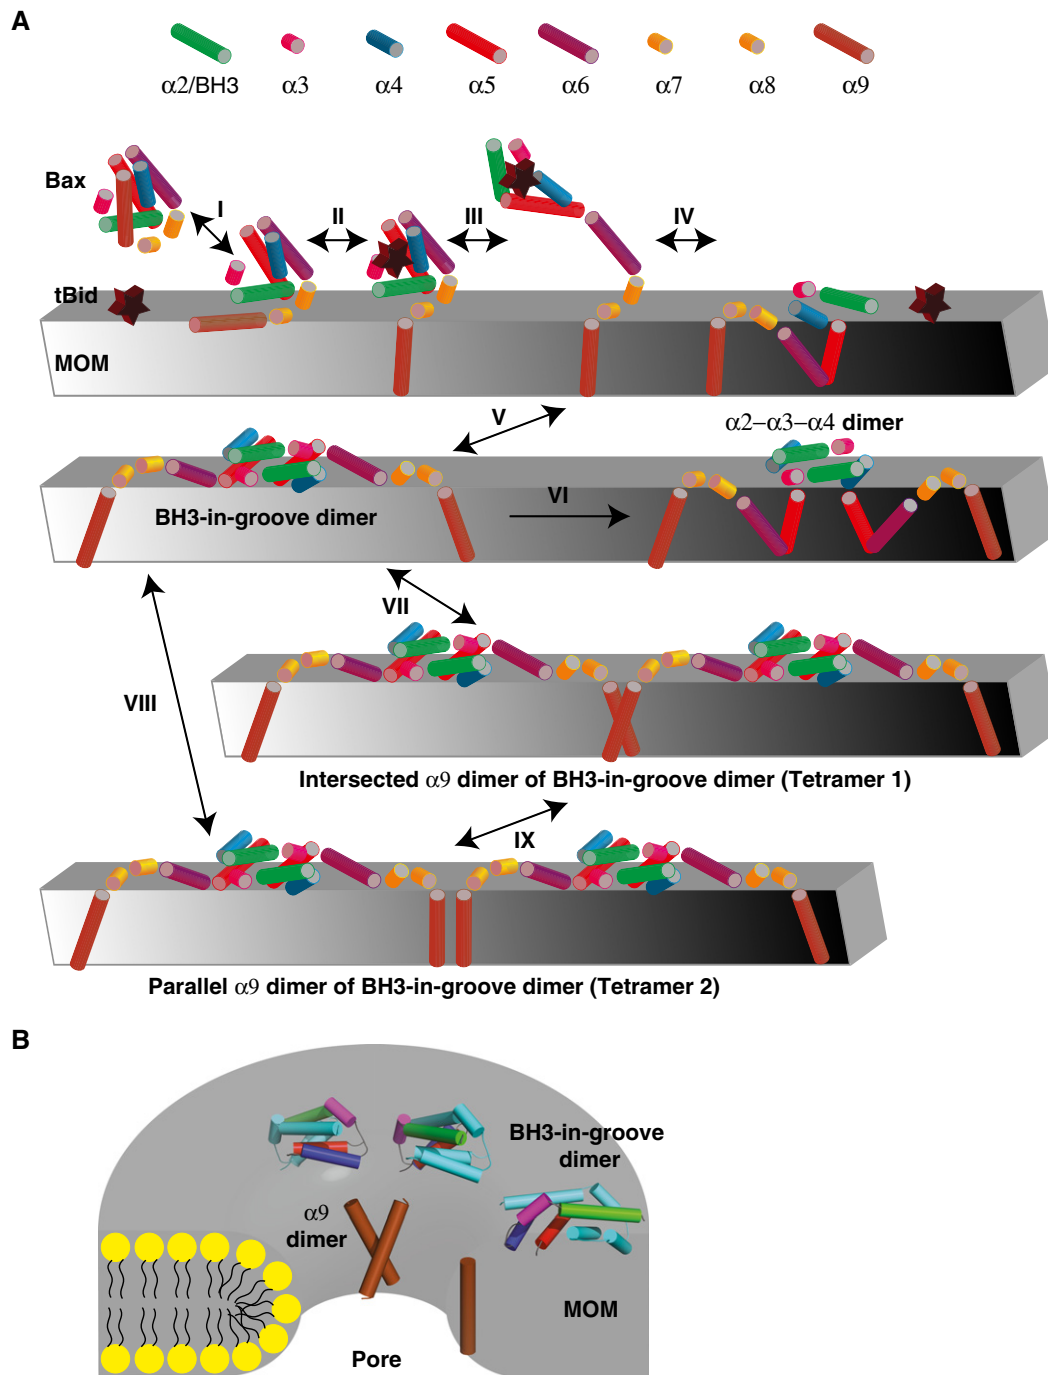 A
α2/BH3 α3 α4 α5 α6 α7 α8 α9
Bax
I
II
III
IV
tBid
MOM
V
α2–α3–α4 dimer
BH3-in-groove dimer
VI
VII
VIII
Intersected α9 dimer of BH3-in-groove dimer (Tetramer 1)
IX
Parallel α9 dimer of BH3-in-groove dimer (Tetramer 2)
B
BH3-in-groove
dimer
α9
dimer
MOM
Pore